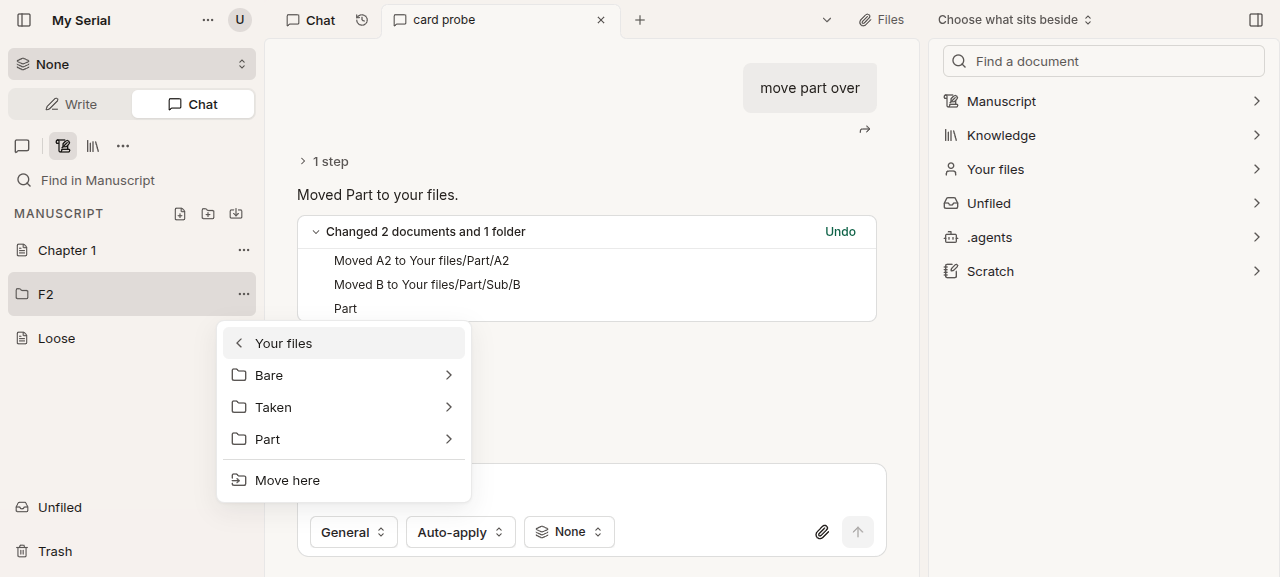 My Serial
U
Chat
card probe
Files
Choose what sits beside
None
Write
Chat
Find in Manuscript
MANUSCRIPT
Chapter 1
F2
Loose
Unfiled
Trash
move part over
1 step
Moved Part to your files.
Changed 2 documents and 1 folder
Undo
Moved A2 to Your files/Part/A2
Moved B to Your files/Part/Sub/B
Part
Your files
Bare
Taken
Part
Move here
General
Auto-apply
None
Find a document
Manuscript
Knowledge
Your files
Unfiled
.agents
Scratch